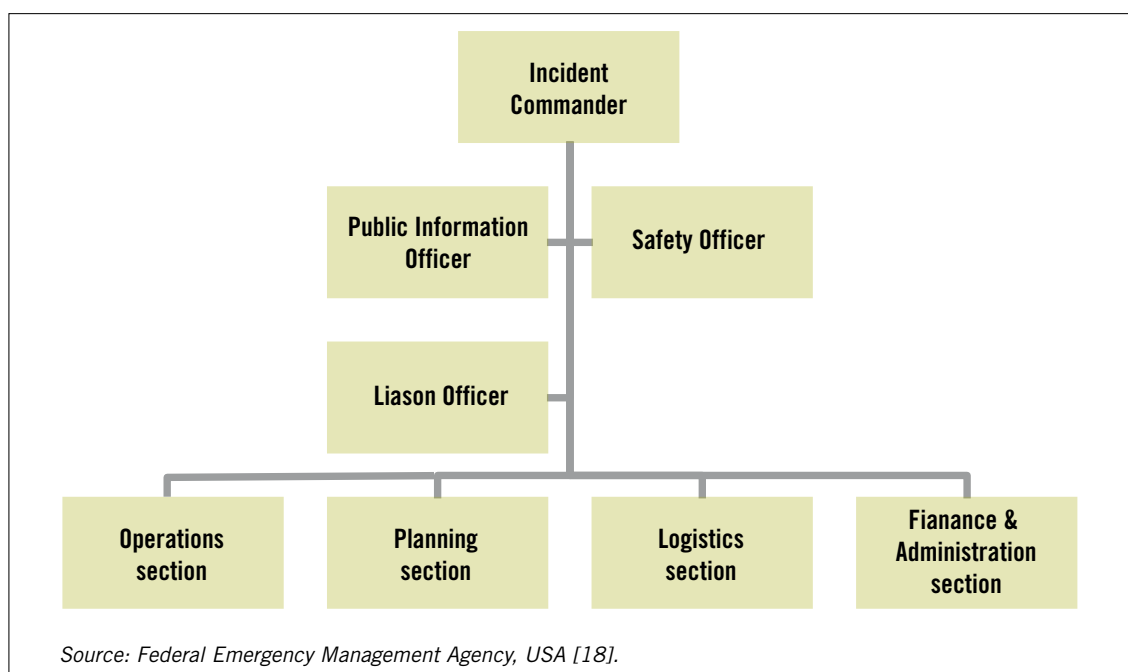 Incident
Commander
Public Information
Officer
Safety Officer
Liason Officer
Operations
section
Planning
section
Logistics
section
Fianance &
Administration
section
Source: Federal Emergency Management Agency, USA [18].